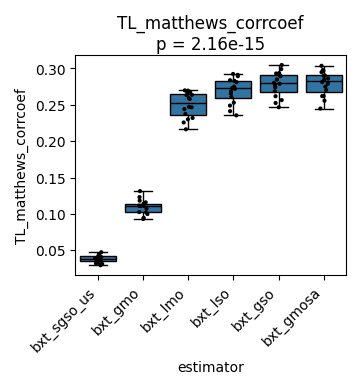 TL_matthews_corrcoef
p = 2.16e-15
TL_matthews_corrcoef
0.30
0.25
0.20
0.15
0.10
0.05
bxt_sgso_us
bxt_gmo
bxt_lmo
bxt_lso
bxt_gso
bxt_gmosa
estimator